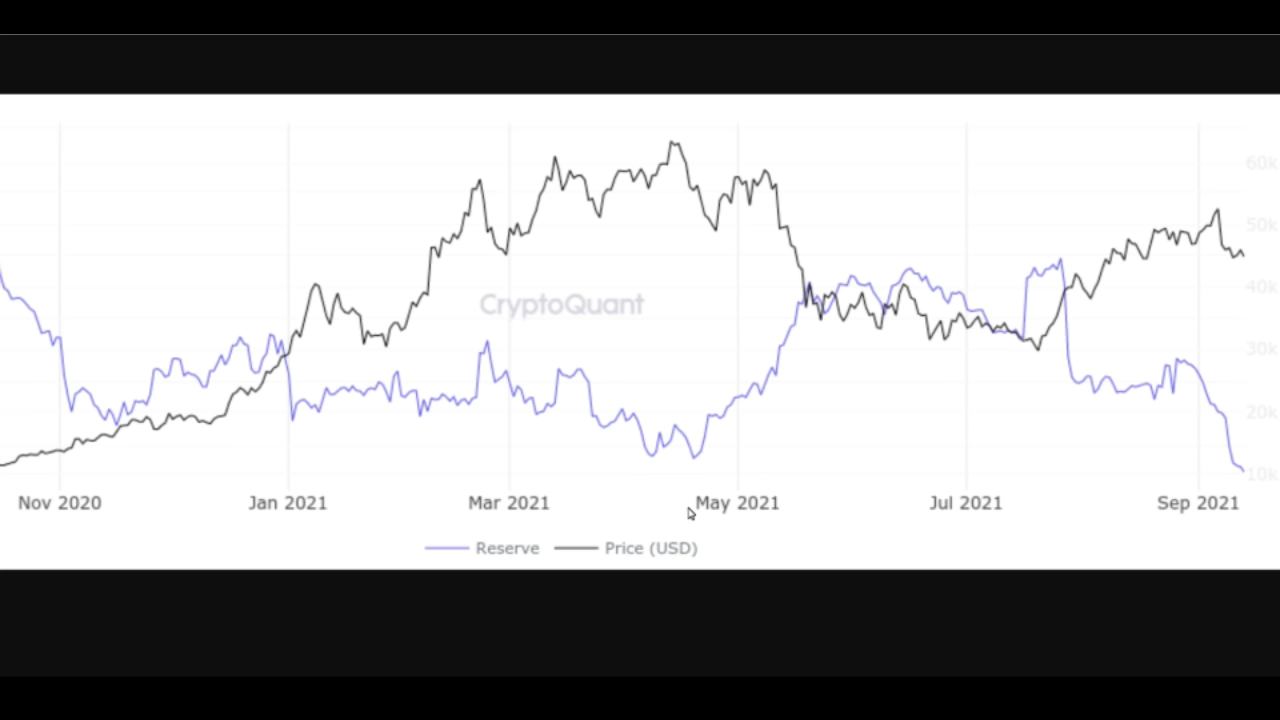 60k
50k
CryptoQuant
40k
30k
20k
10k
Nov 2020 Jan 2021 Mar 2021 May 2021 Jul 2021 Sep 2021
Reserve Price (USD)